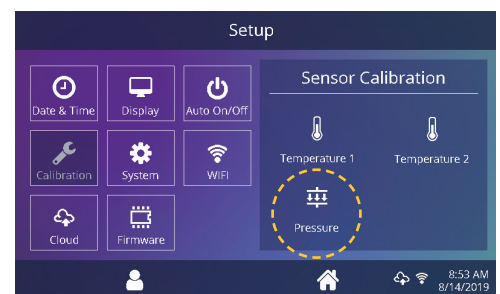 Setup
Date & Time
Display
Auto On/Off
Calibration
System
WIFI
Cloud
Firmware
Sensor Calibration
Temperature 1
Temperature 2
Pressure
8:53 AM
8/14/2019